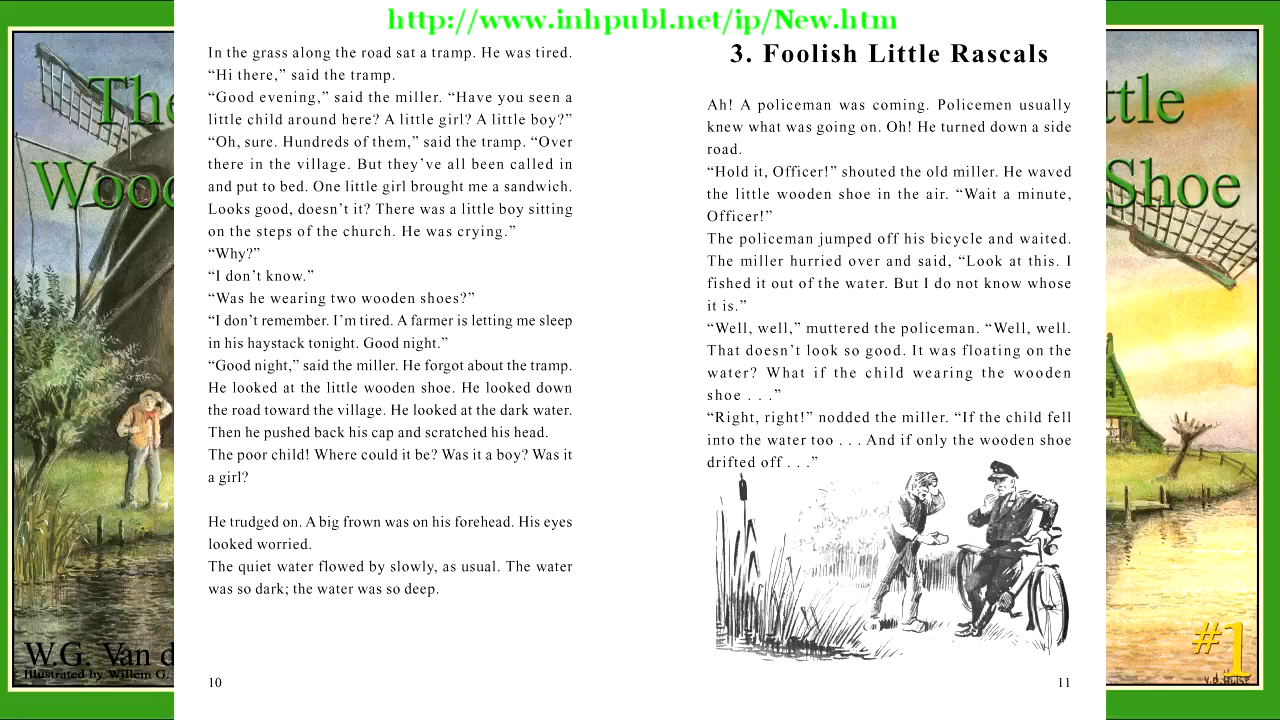 http://www.inhpubl.net/ip/New.htm
The
Wood
W.G. Van d
Illustrated by Willem G.
In the grass along the road sat a tramp. He was tired.
“Hi there,” said the tramp.
“Good evening,” said the miller. “Have you seen a
little child around here? A little girl? A little boy?”
“Oh, sure. Hundreds of them,” said the tramp. “Over
there in the village. But they’ve all been called in
and put to bed. One little girl brought me a sandwich.
Looks good, doesn’t it? There was a little boy sitting
on the steps of the church. He was crying.”
“Why?”
“I don’t know.”
“Was he wearing two wooden shoes?”
“I don’t remember. I’m tired. A farmer is letting me sleep
in his haystack tonight. Good night.”
“Good night,” said the miller. He forgot about the tramp.
He looked at the little wooden shoe. He looked down
the road toward the village. He looked at the dark water.
Then he pushed back his cap and scratched his head.
The poor child! Where could it be? Was it a boy? Was it
a girl?
He trudged on. A big frown was on his forehead. His eyes
looked worried.
The quiet water flowed by slowly, as usual. The water
was so dark; the water was so deep.
10
3. Foolish Little Rascals
Ah! A policeman was coming. Policemen usually
knew what was going on. Oh! He turned down a side
road.
“Hold it, Officer!” shouted the old miller. He waved
the little wooden shoe in the air. “Wait a minute,
Officer!”
The policeman jumped off his bicycle and waited.
The miller hurried over and said, “Look at this. I
fished it out of the water. But I do not know whose
it is.”
“Well, well,” muttered the policeman. “Well, well.
That doesn’t look so good. It was floating on the
water? What if the child wearing the wooden
shoe . . .”
“Right, right!” nodded the miller. “If the child fell
into the water too . . . And if only the wooden shoe
drifted off . . .”
11
ttle
Shoe
#1